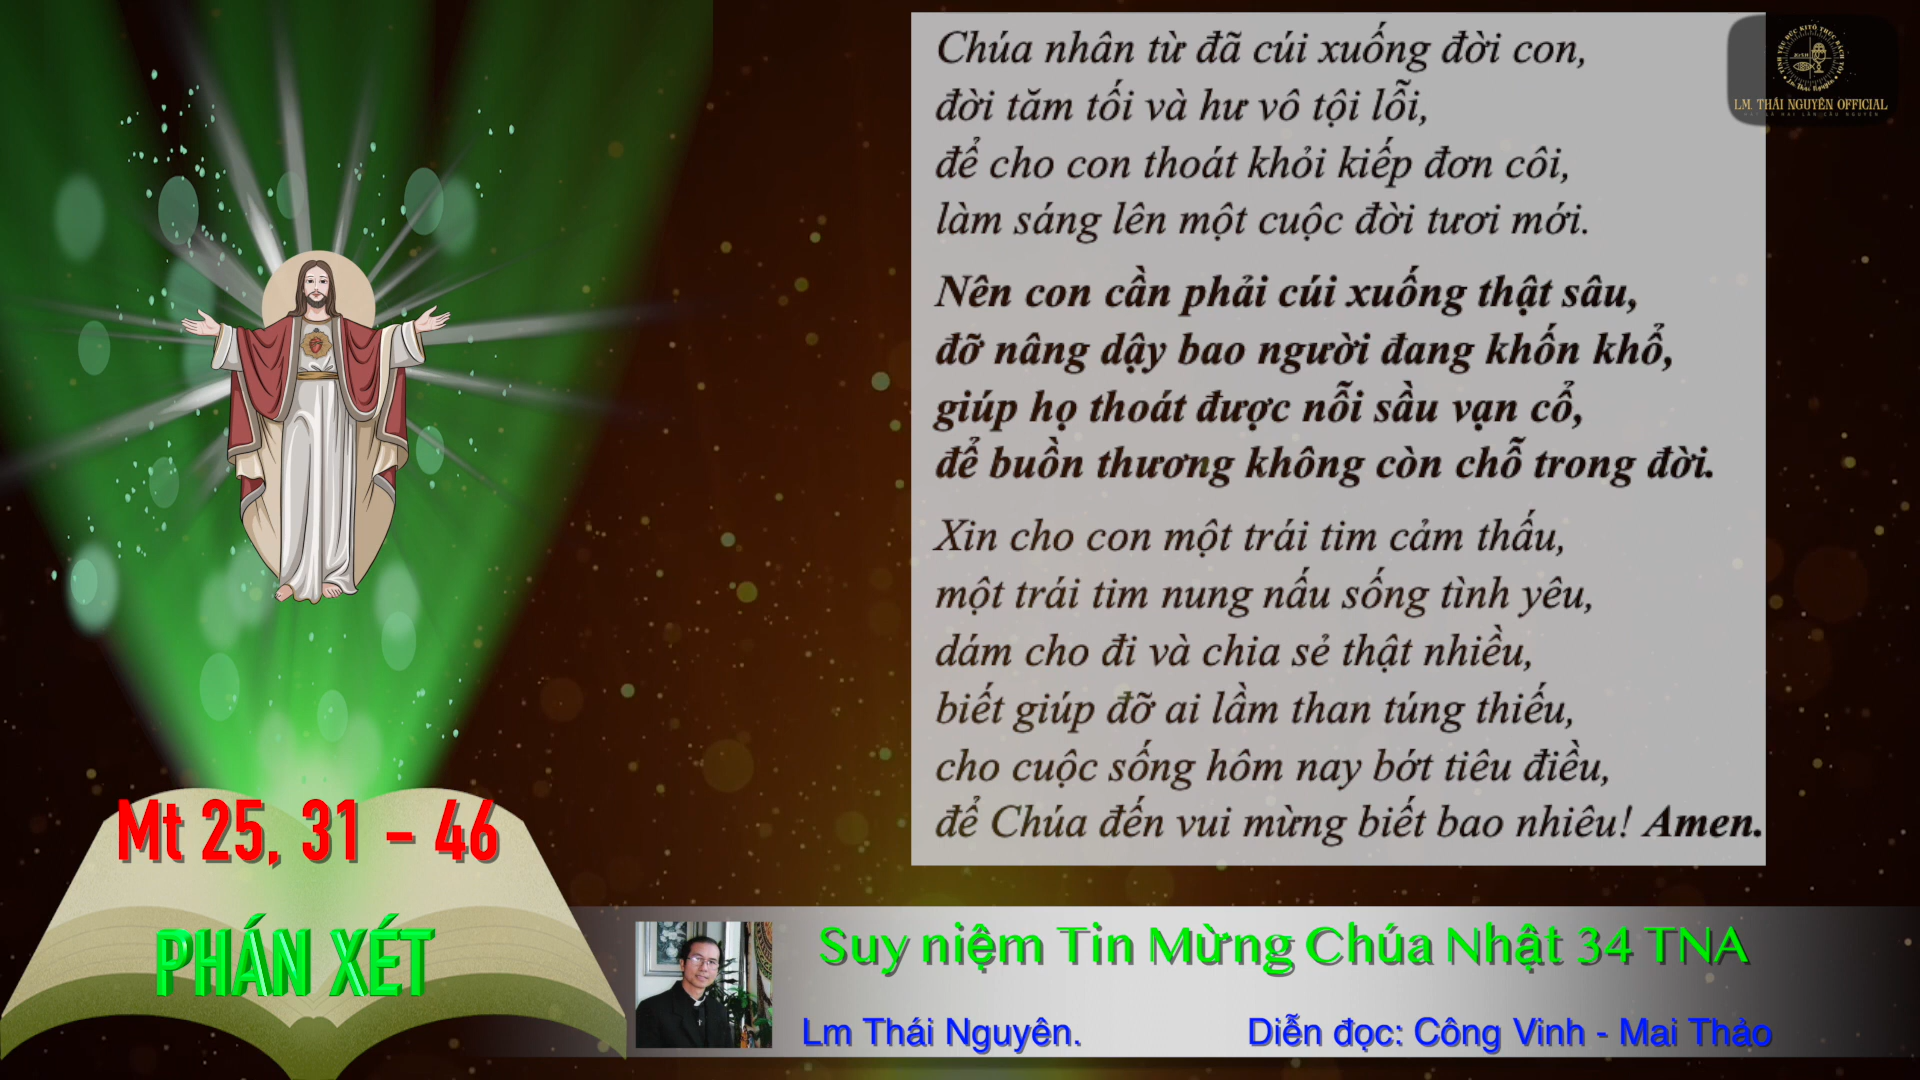 Chúa nhân từ đã cúi xuống đời con,
đời tăm tối và hư vô tội lỗi,
để cho con thoát khỏi kiếp đơn côi,
làm sáng lên một cuộc đời tươi mới.
Nên con cần phải cúi xuống thật sâu,
đỡ nâng dậy bao người đang khốn khổ,
giúp họ thoát được nỗi sầu vạn cổ,
để buồn thương không còn chỗ trong đời.
Xin cho con một trái tim cảm thấu,
một trái tim nung nấu sống tình yêu,
dám cho đi và chia sẻ thật nhiều,
biết giúp đỡ ai lầm than túng thiếu,
cho cuộc sống hôm nay bớt tiêu điều,
để Chúa đến vui mừng biết bao nhiêu! Amen.
LM. THÁI NGUYÊN OFFICIAL
Mt 25, 31 – 46
PHÁN XÉT
Suy niệm Tin Mừng Chúa Nhật 34 TNA
Lm Thái Nguyên.
Diễn đọc: Công Vinh - Mai Thảo